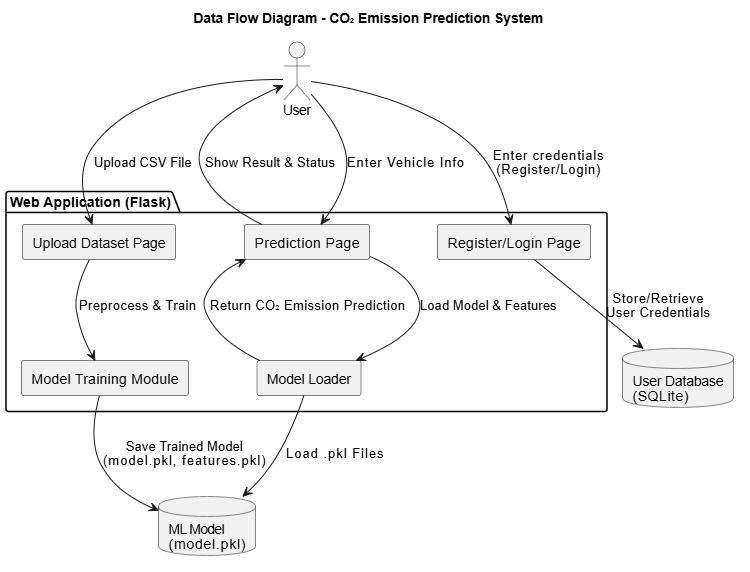 Data Flow Diagram - CO₂ Emission Prediction System
User
Upload CSV File
Show Result & Status
Enter Vehicle Info
Enter credentials
(Register/Login)
Web Application (Flask)
Upload Dataset Page
Prediction Page
Register/Login Page
Preprocess & Train
Return CO₂ Emission Prediction
Load Model & Features
Store/Retrieve
User Credentials
Model Training Module
Model Loader
User Database
(SQLite)
Save Trained Model
(model.pkl, features.pkl)
Load .pkl Files
ML Model
(model.pkl)